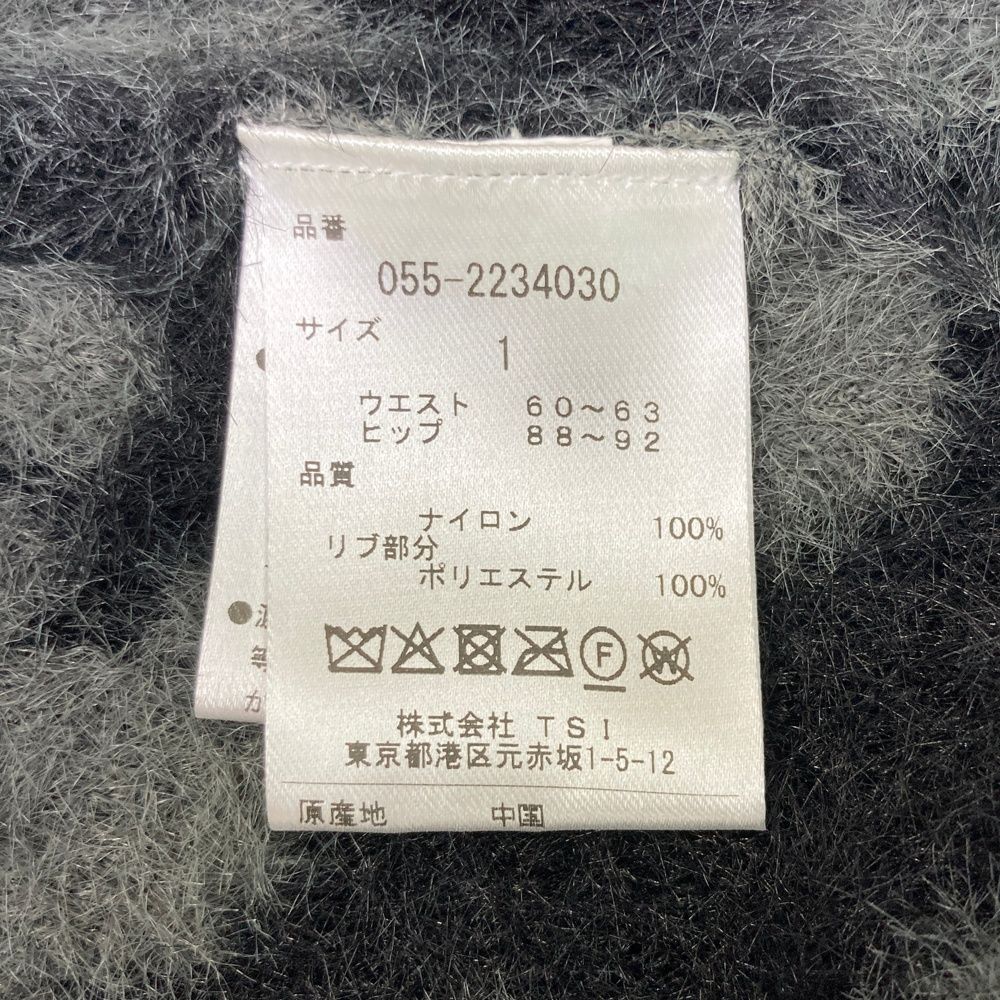 品番
055-2234030
サイズ
1
ウエスト 60～63
ヒップ 88～92
品質
ナイロン 100%
リブ部分
ポリエステル 100%
F
W
株式会社 TSI
東京都港区元赤坂1-5-12
原産地 中国